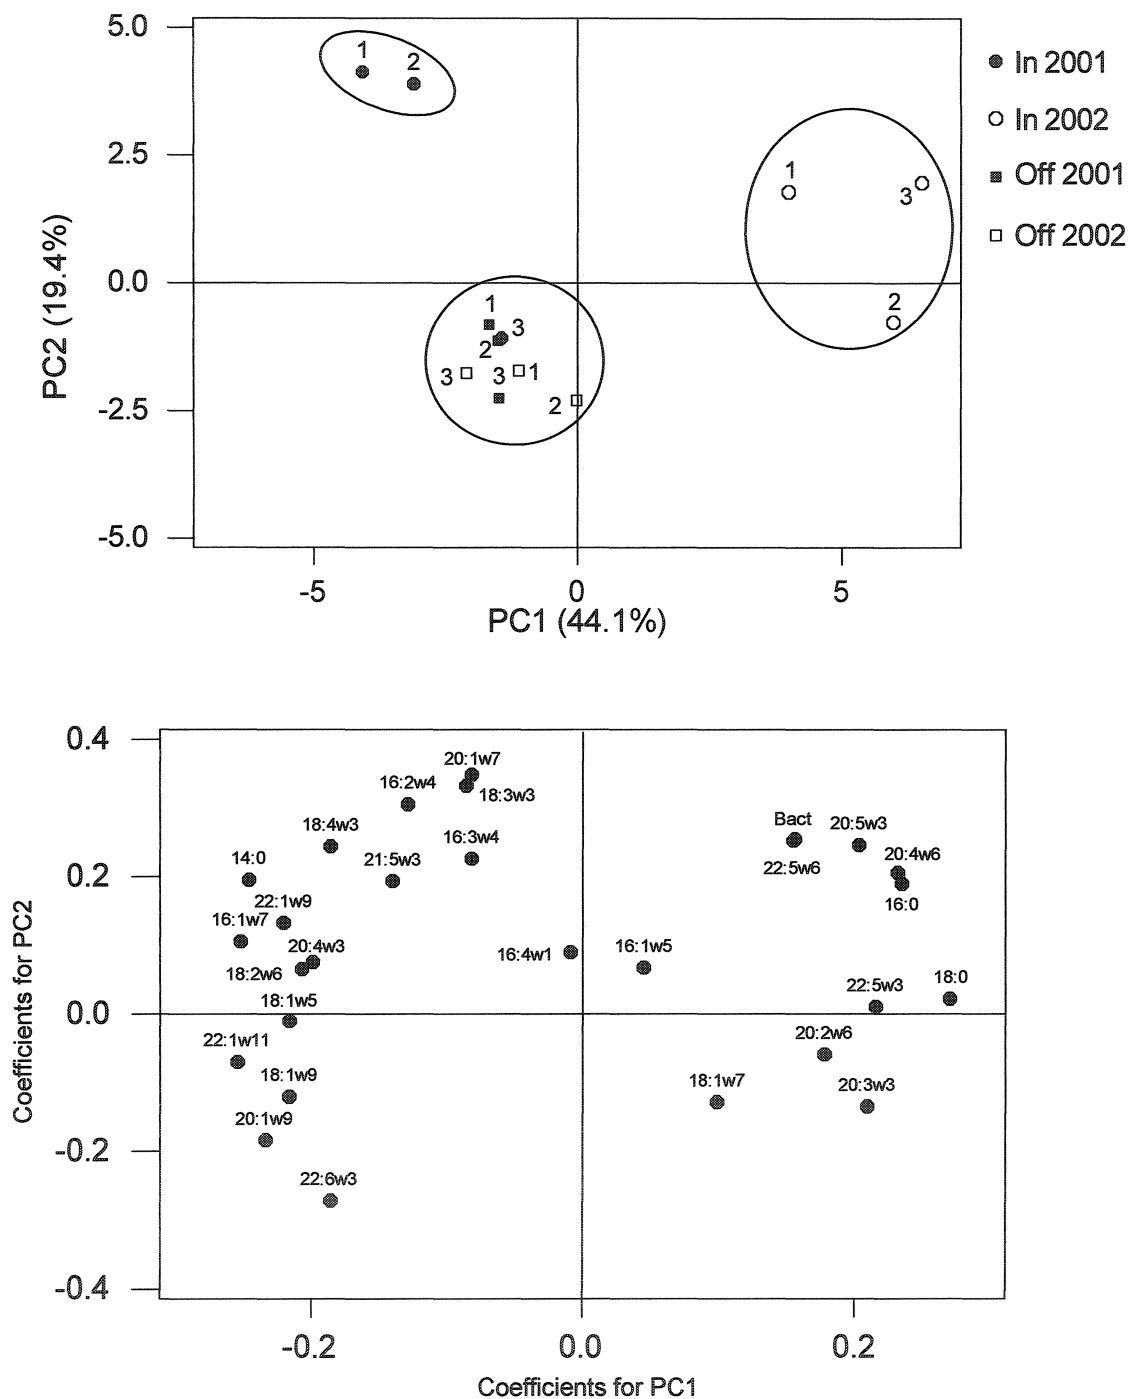 5.0
2.5
0.0
-2.5
-5.0
PC2 (19.4%)
1
2
1
3
2
1
3
2
3
3
1
2
-5
0
5
PC1 (44.1%)
In 2001
In 2002
Off 2001
Off 2002
0.4
0.2
0.0
-0.2
-0.4
Coefficients for PC2
20:1w7
16:2w4
18:3w3
18:4w3
16:3w4
Bact
20:5w3
14:0
21:5w3
22:5w6
20:4w6
16:0
22:1w9
16:1w7
20:4w3
18:2w6
16:4w1
16:1w5
18:0
22:5w3
18:1w5
22:1w11
20:2w6
18:1w9
18:1w7
20:3w3
20:1w9
22:6w3
-0.2
0.0
0.2
Coefficients for PC1